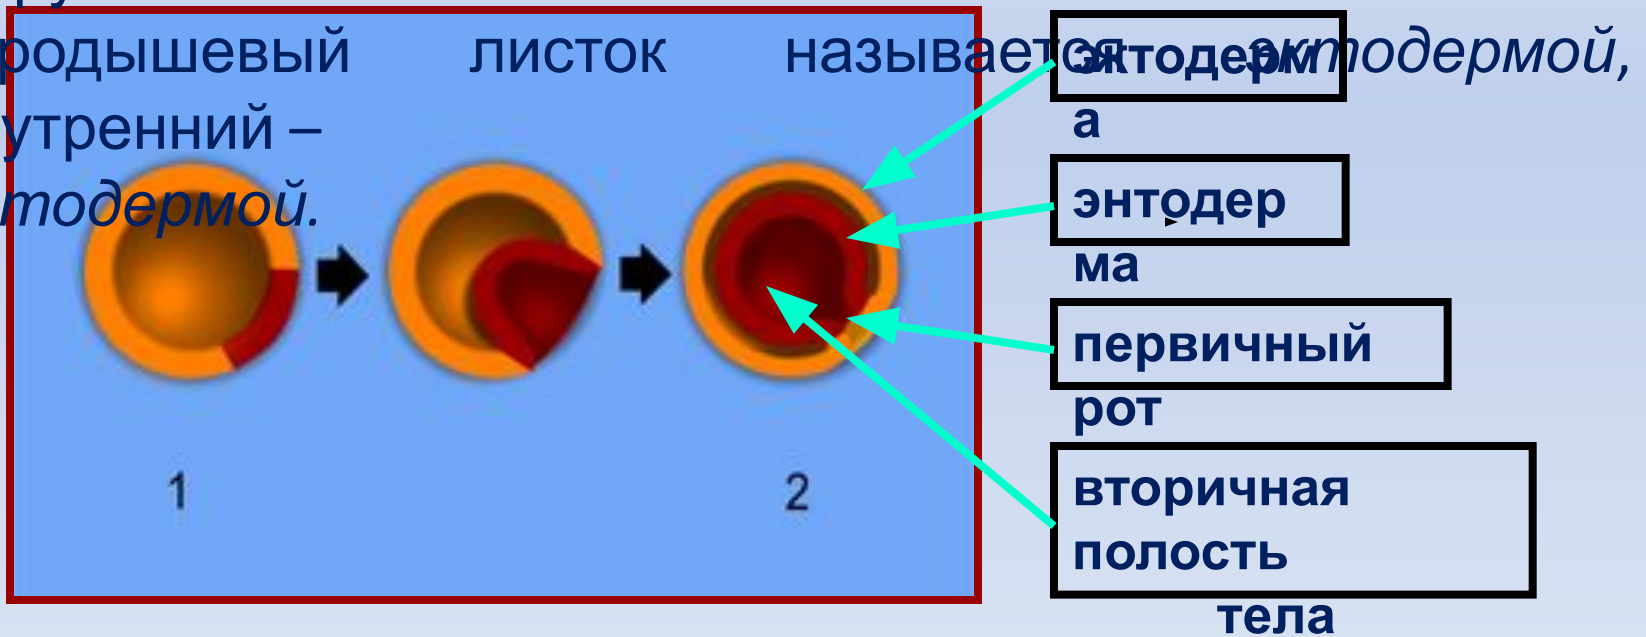 родышевый листок называется эктодермой,
утренний –
тодермой.
эктодерм
а
энтодер
ма
первичный
рот
вторичная
полость
тела
1
2